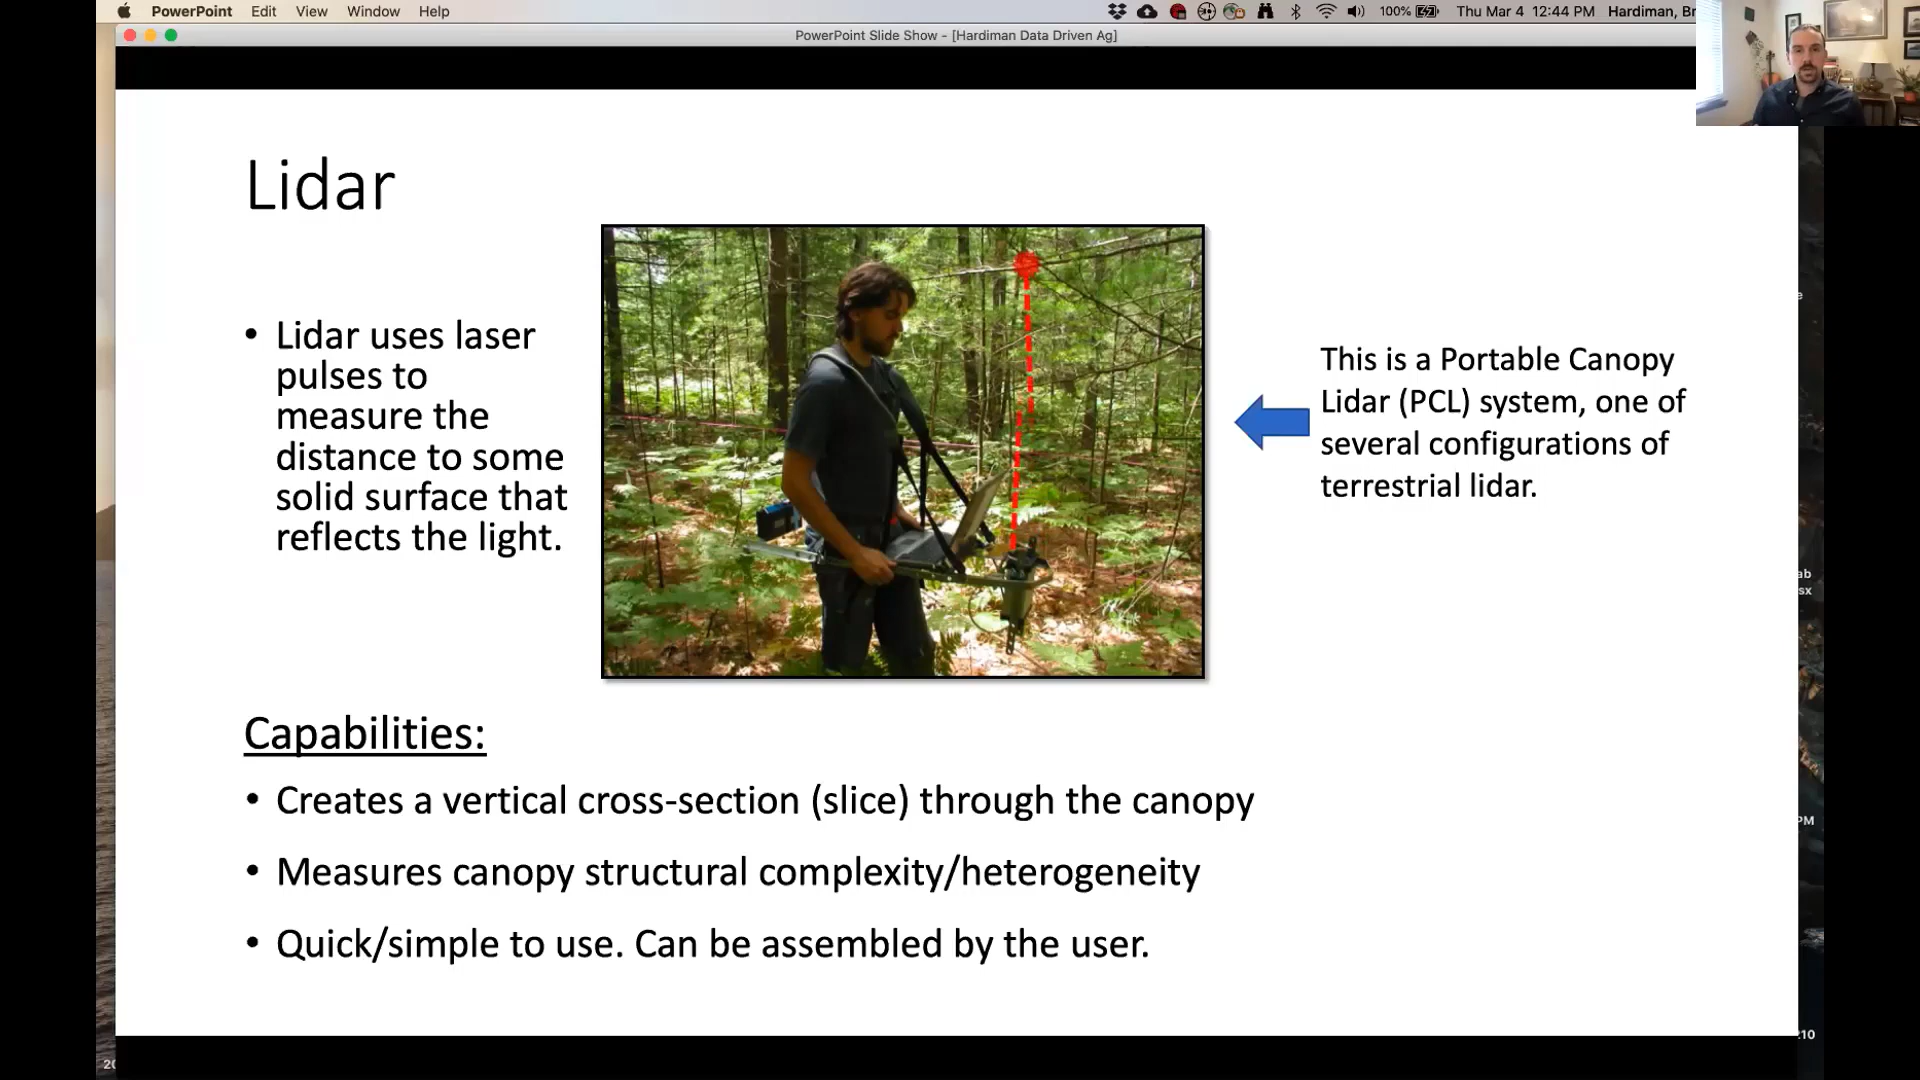 PowerPoint Edit View Window Help 100% Thu Mar 4 12:44 PM Hardiman, Br
PowerPoint Slide Show - [Hardiman Data Driven Ag]
Lidar
• Lidar uses laser
pulses to
measure the
distance to some
solid surface that
reflects the light.
This is a Portable Canopy
Lidar (PCL) system, one of
several configurations of
terrestrial lidar.
Capabilities:
• Creates a vertical cross-section (slice) through the canopy
• Measures canopy structural complexity/heterogeneity
• Quick/simple to use. Can be assembled by the user.